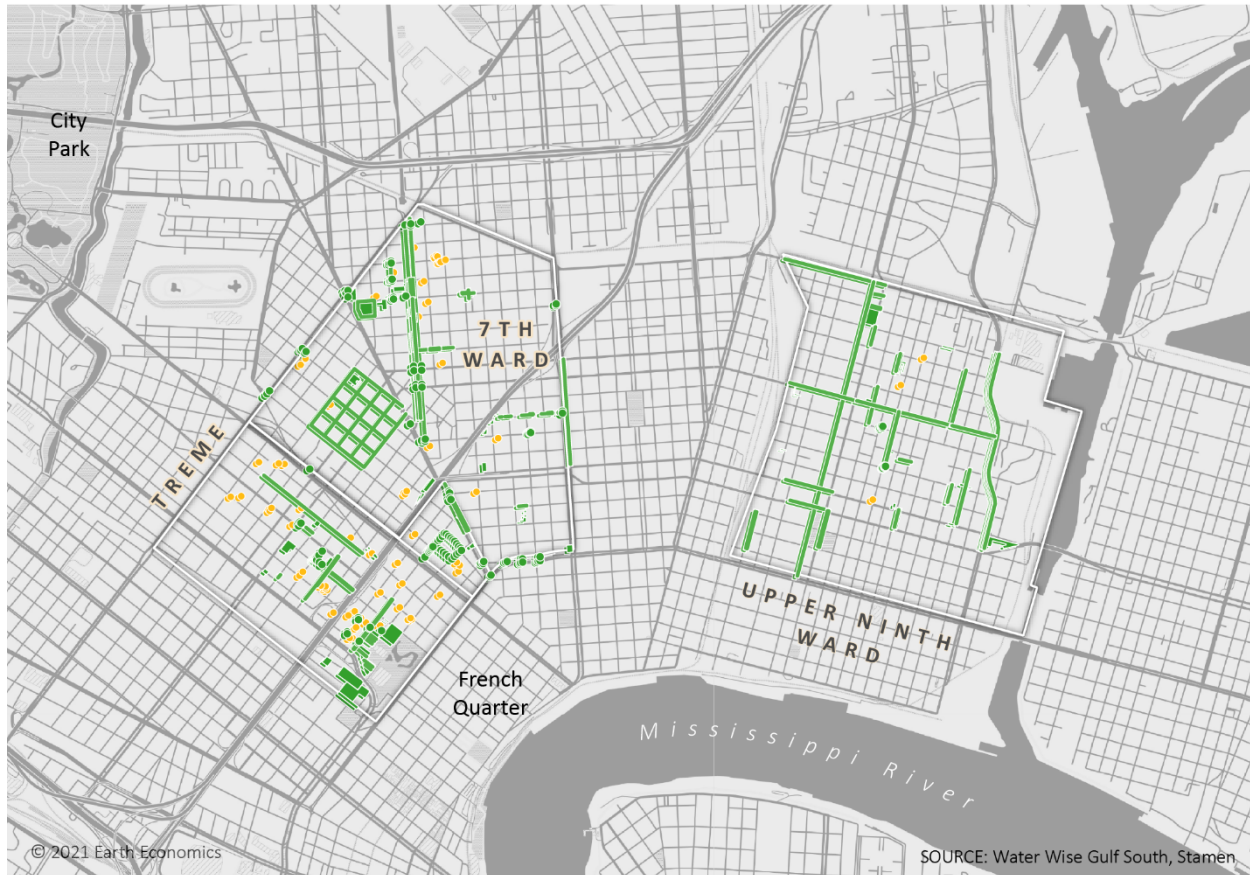 City
Park
7TH
WARD
TREME
UPPER NINTH
WARD
French
Quarter
Mississippi River
© 2021 Earth Economics
SOURCE: Water Wise Gulf South, Stamen